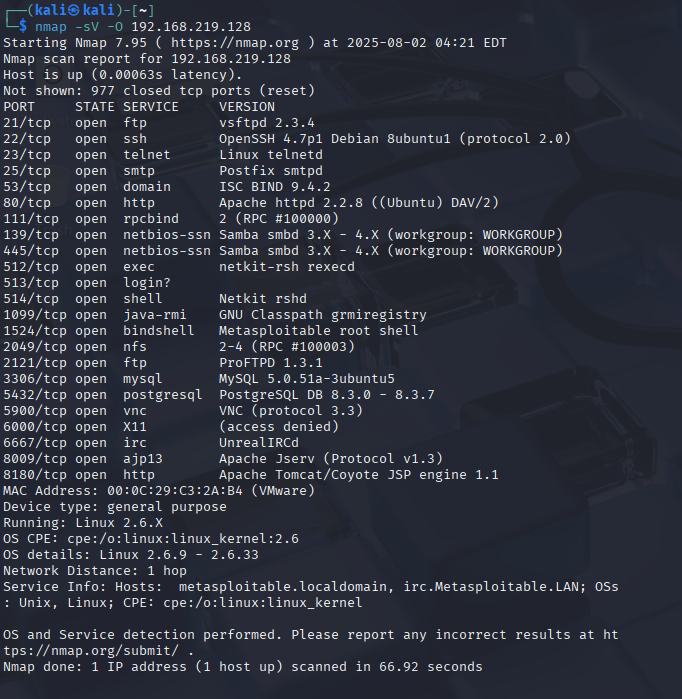 ┌──(kali㉿kali)-[~]
└─$ nmap -sV -O 192.168.219.128
Starting Nmap 7.95 ( https://nmap.org ) at 2025-08-02 04:21 EDT
Nmap scan report for 192.168.219.128
Host is up (0.00063s latency).
Not shown: 977 closed tcp ports (reset)
PORT     STATE SERVICE     VERSION
21/tcp   open  ftp         vsftpd 2.3.4
22/tcp   open  ssh         OpenSSH 4.7p1 Debian 8ubuntu1 (protocol 2.0)
23/tcp   open  telnet      Linux telnetd
25/tcp   open  smtp        Postfix smtpd
53/tcp   open  domain      ISC BIND 9.4.2
80/tcp   open  http        Apache httpd 2.2.8 ((Ubuntu) DAV/2)
111/tcp  open  rpcbind     2 (RPC #100000)
139/tcp  open  netbios-ssn Samba smbd 3.X - 4.X (workgroup: WORKGROUP)
445/tcp  open  netbios-ssn Samba smbd 3.X - 4.X (workgroup: WORKGROUP)
512/tcp  open  exec        netkit-rsh rexecd
513/tcp  open  login?
514/tcp  open  shell       Netkit rshd
1099/tcp open  java-rmi    GNU Classpath grmiregistry
1524/tcp open  bindshell   Metasploitable root shell
2049/tcp open  nfs         2-4 (RPC #100003)
2121/tcp open  ftp         ProFTPD 1.3.1
3306/tcp open  mysql       MySQL 5.0.51a-3ubuntu5
5432/tcp open  postgresql  PostgreSQL DB 8.3.0 - 8.3.7
5900/tcp open  vnc         VNC (protocol 3.3)
6000/tcp open  X11         (access denied)
6667/tcp open  irc         UnrealIRCd
8009/tcp open  ajp13       Apache Jserv (Protocol v1.3)
8180/tcp open  http        Apache Tomcat/Coyote JSP engine 1.1
MAC Address: 00:0C:29:C3:2A:B4 (VMware)
Device type: general purpose
Running: Linux 2.6.X
OS CPE: cpe:/o:linux:linux_kernel:2.6
OS details: Linux 2.6.9 - 2.6.33
Network Distance: 1 hop
Service Info: Hosts:  metasploitable.localdomain, irc.Metasploitable.LAN; OSs
: Unix, Linux; CPE: cpe:/o:linux:linux_kernel
OS and Service detection performed. Please report any incorrect results at ht
tps://nmap.org/submit/ .
Nmap done: 1 IP address (1 host up) scanned in 66.92 seconds